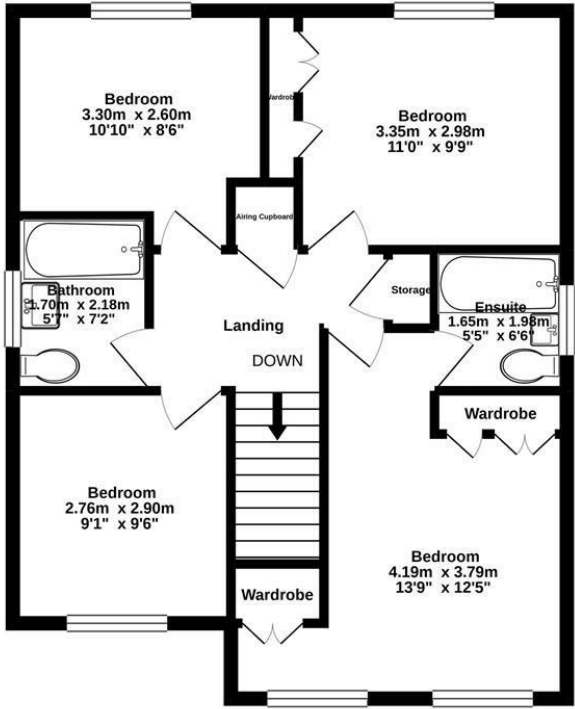 Bedroom
3.30m x 2.60m
10'10" x 8'6"
Wardrobe
Bedroom
3.35m x 2.98m
11'0" x 9'9"
Airing Cupboard
Bathroom
1.70m x 2.18m
5'7" x 7'2"
Landing
DOWN
Storage
Ensuite
1.65m x 1.98m
5'5" x 6'6"
Wardrobe
Bedroom
2.76m x 2.90m
9'1" x 9'6"
Bedroom
4.19m x 3.79m
13'9" x 12'5"
Wardrobe